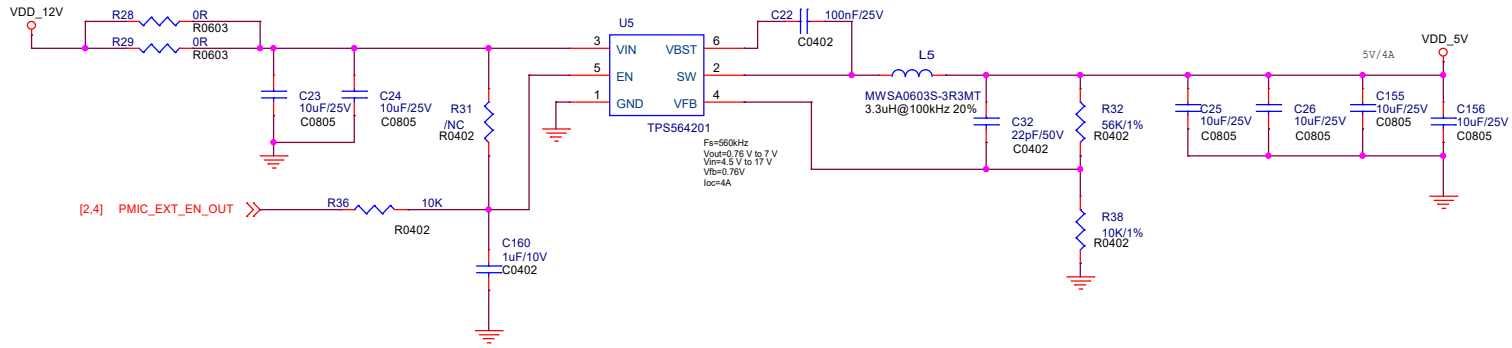 VDD_12V
R28 0R
R0603
R29 0R
R0603
C23
10uF/25V
C0805
C24
10uF/25V
C0805
R31
/NC
R0402
[2,4] PMIC_EXT_EN_OUT
R36 10K
R0402
C160
1uF/10V
C0402
U5
3 VIN VBST 6
5 EN SW 2
1 GND VFB 4
TPS564201
Fs=560kHz
Vout=0.76 V to 7 V
Vin=4.5 V to 17 V
Vfb=0.76V
Ioc=4A
C22 100nF/25V
C0402
L5
MWSA0603S-3R3MT
3.3uH@100kHz 20%
C32
22pF/50V
C0402
R32
56K/1%
R0402
R38
10K/1%
R0402
C25
10uF/25V
C0805
C26
10uF/25V
C0805
C155
10uF/25V
C0805
C156
10uF/25V
C0805
5V/4A
VDD_5V